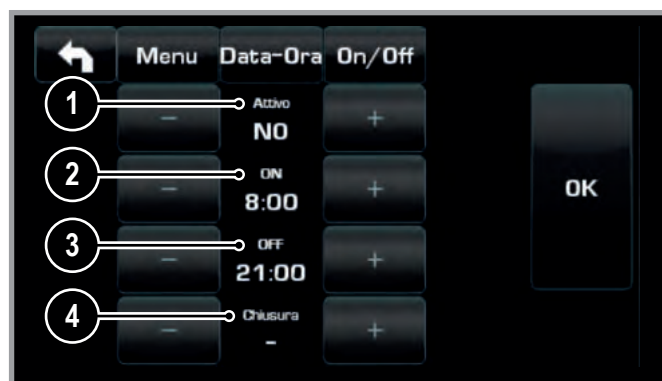 Menu Data-Ora On/Off
1 Attivo
- NO +
2 ON
- 8:00 + OK
3 OFF
- 21:00 +
4 Chiusura
- - +